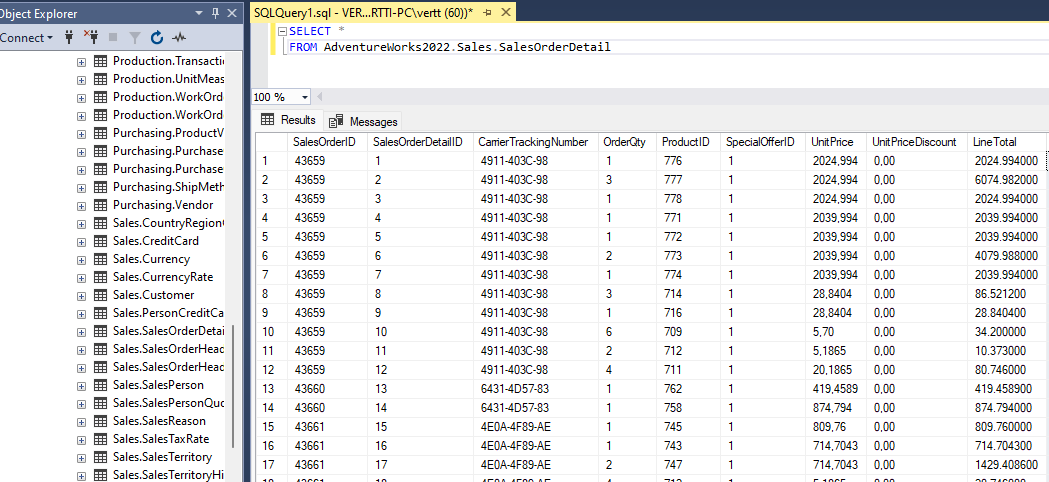 Object Explorer
SQLQuery1.sql - VER...RTTI-PC\vertt (60))*
Connect
SELECT *
FROM AdventureWorks2022.Sales.SalesOrderDetail
100 %
Results Messages
Production.Transacti
Production.UnitMeas
Production.WorkOrd
Production.WorkOrd
Purchasing.ProductV
Purchasing.Purchase
Purchasing.Purchase
Purchasing.ShipMeth
Purchasing.Vendor
Sales.CountryRegion
Sales.CreditCard
Sales.Currency
Sales.CurrencyRate
Sales.Customer
Sales.PersonCreditCa
Sales.SalesOrderDetai
Sales.SalesOrderHead
Sales.SalesOrderHead
Sales.SalesPerson
Sales.SalesPersonQuo
Sales.SalesReason
Sales.SalesTaxRate
Sales.SalesTerritory
Sales.SalesTerritoryHi
SalesOrderID SalesOrderDetailID CarrierTrackingNumber OrderQty ProductID SpecialOfferID UnitPrice UnitPriceDiscount LineTotal
1 43659 1 4911-403C-98 1 776 1 2024,994 0,00 2024.994000
2 43659 2 4911-403C-98 3 777 1 2024,994 0,00 6074.982000
3 43659 3 4911-403C-98 1 778 1 2024,994 0,00 2024.994000
4 43659 4 4911-403C-98 1 771 1 2039,994 0,00 2039.994000
5 43659 5 4911-403C-98 1 772 1 2039,994 0,00 2039.994000
6 43659 6 4911-403C-98 2 773 1 2039,994 0,00 4079.988000
7 43659 7 4911-403C-98 1 774 1 2039,994 0,00 2039.994000
8 43659 8 4911-403C-98 3 714 1 28,8404 0,00 86.521200
9 43659 9 4911-403C-98 1 716 1 28,8404 0,00 28.840400
10 43659 10 4911-403C-98 6 709 1 5,70 0,00 34.200000
11 43659 11 4911-403C-98 2 712 1 5,1865 0,00 10.373000
12 43659 12 4911-403C-98 4 711 1 20,1865 0,00 80.746000
13 43660 13 6431-4D57-83 1 762 1 419,4589 0,00 419.458900
14 43660 14 6431-4D57-83 1 758 1 874,794 0,00 874.794000
15 43661 15 4E0A-4F89-AE 1 745 1 809,76 0,00 809.760000
16 43661 16 4E0A-4F89-AE 1 743 1 714,7043 0,00 714.704300
17 43661 17 4E0A-4F89-AE 2 747 1 714,7043 0,00 1429.408600